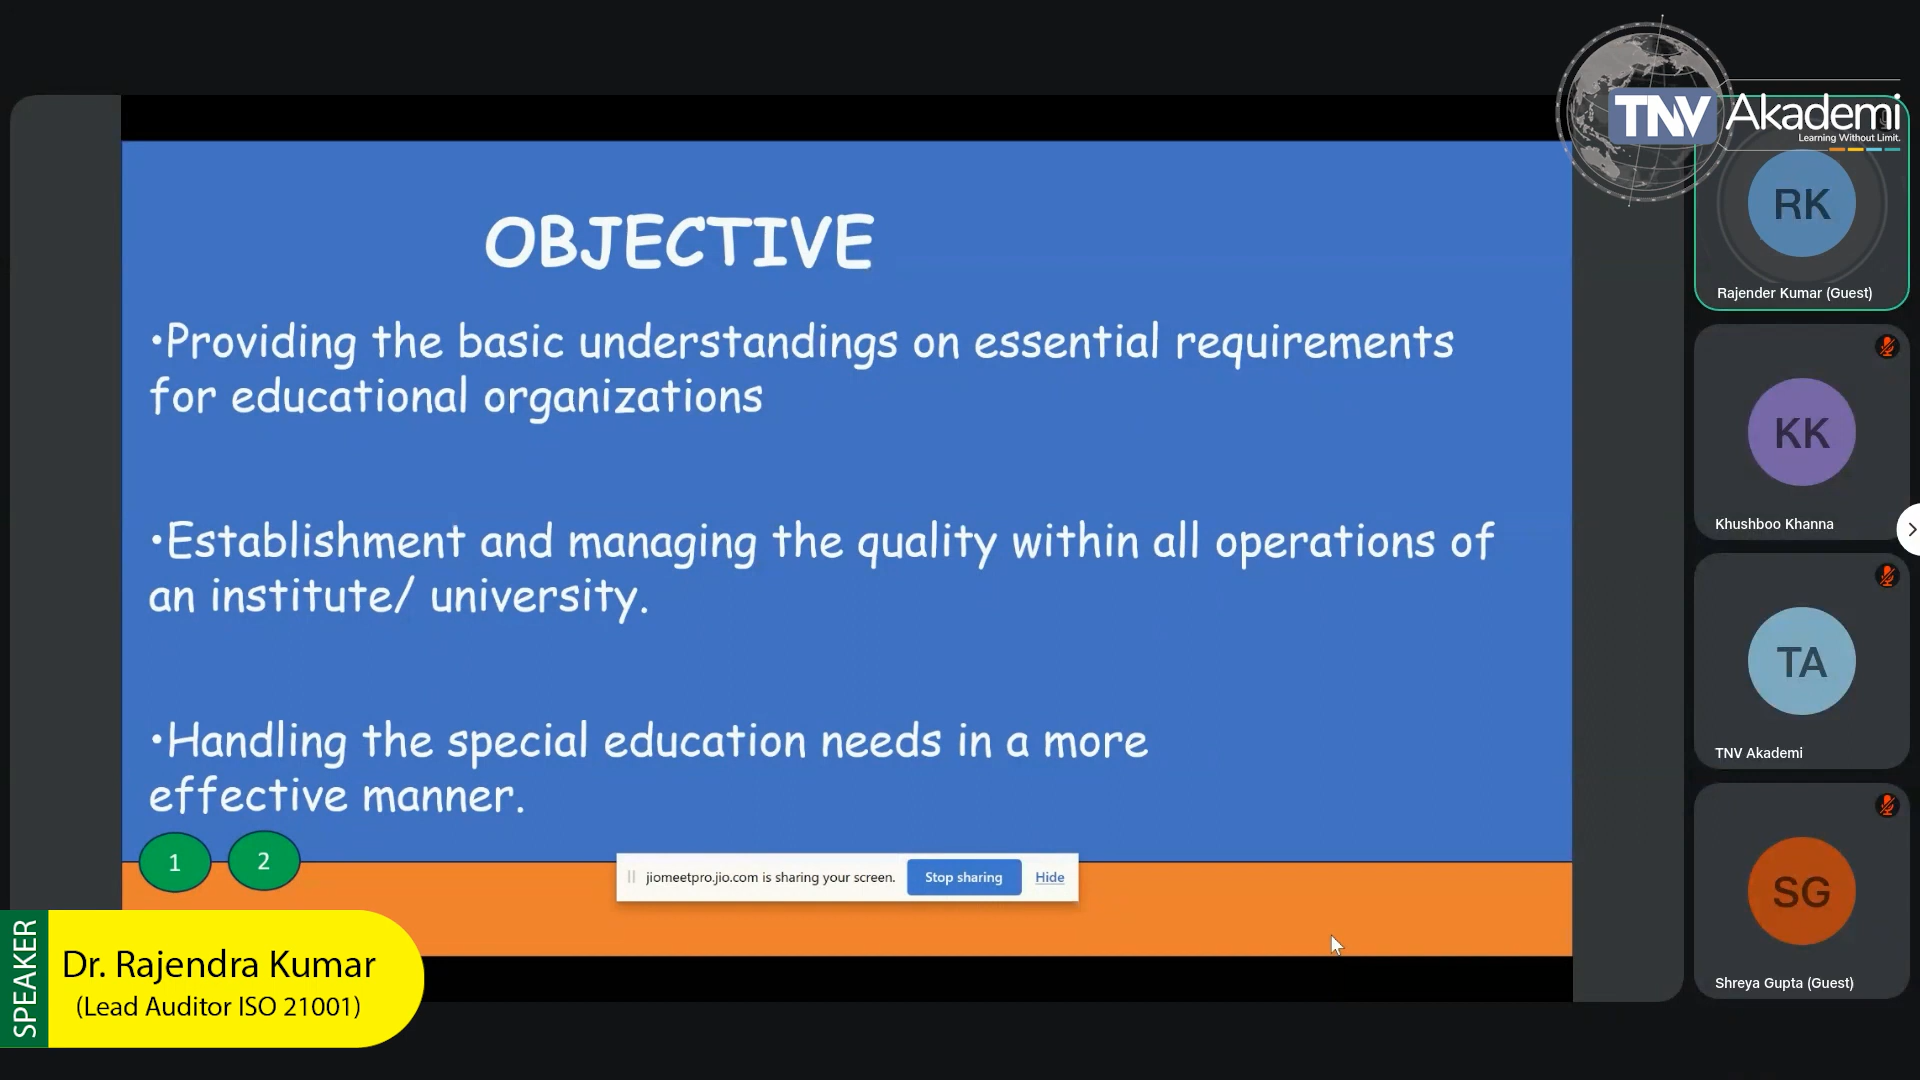 TNV Akademi
Learning Without Limit.
OBJECTIVE
•Providing the basic understandings on essential requirements
for educational organizations
•Establishment and managing the quality within all operations of
an institute/ university.
•Handling the special education needs in a more
effective manner.
1 2
jiomeetpro.jio.com is sharing your screen. Stop sharing Hide
SPEAKER
Dr. Rajendra Kumar
(Lead Auditor ISO 21001)
RK
Rajender Kumar (Guest)
KK
Khushboo Khanna
TA
TNV Akademi
SG
Shreya Gupta (Guest)